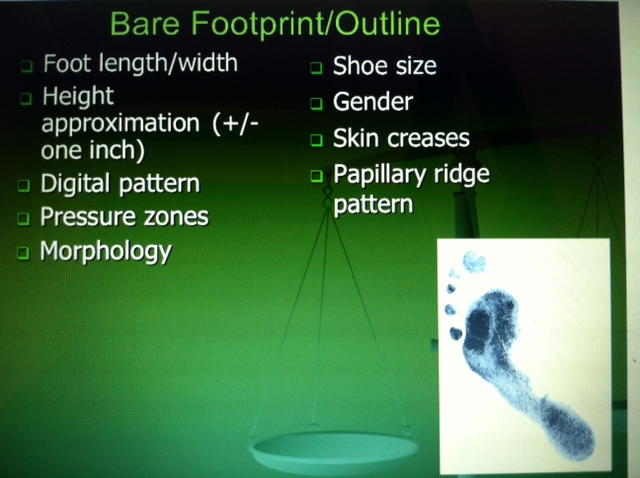 Bare Footprint/Outline
Foot length/width
Height
approximation (+/-
one inch)
Digital pattern
Pressure zones
Morphology
Shoe size
Gender
Skin creases
Papillary ridge
pattern